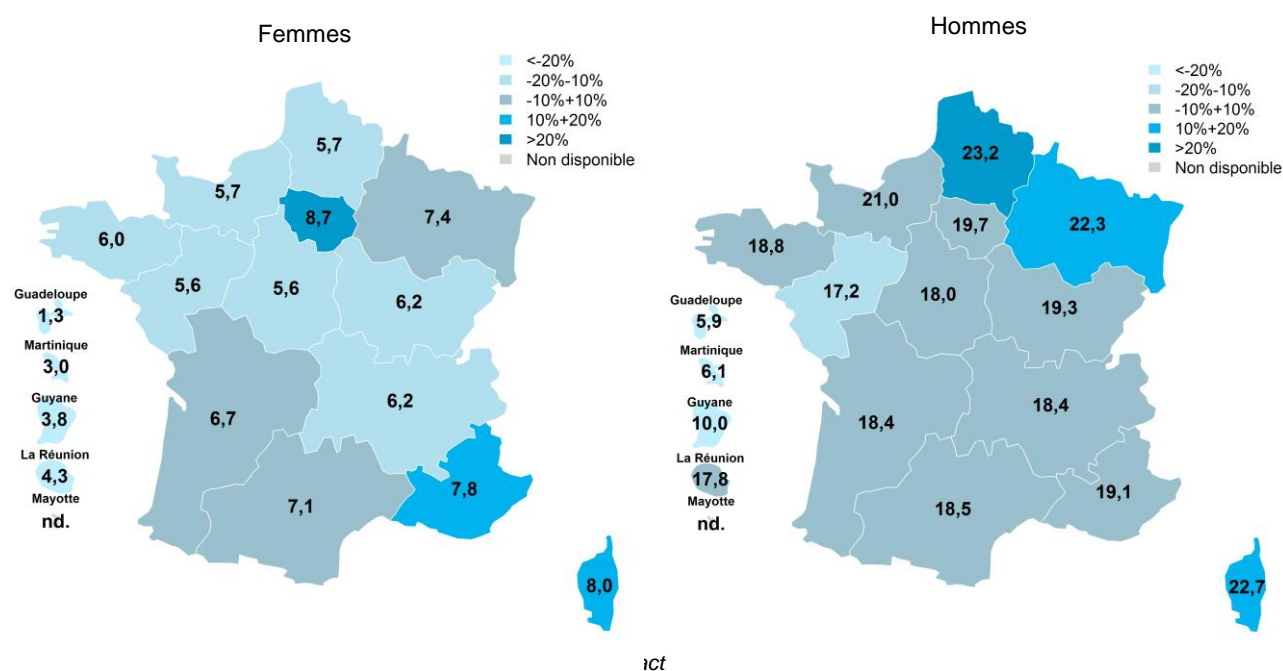 Femmes
<-20%
-20%-10%
-10%+10%
10%+20%
>20%
Non disponible
5,7
5,7
8,7
7,4
6,0
5,6
5,6
6,2
Guadeloupe
1,3
Martinique
3,0
Guyane
3,8
La Réunion
4,3
Mayotte
nd.
6,2
6,7
7,1
7,8
8,0
Hommes
<-20%
-20%-10%
-10%+10%
10%+20%
>20%
Non disponible
23,2
21,0
19,7
22,3
18,8
17,2
18,0
19,3
Guadeloupe
5,9
Martinique
6,1
Guyane
10,0
La Réunion
17,8
Mayotte
nd.
18,4
18,4
18,5
19,1
22,7